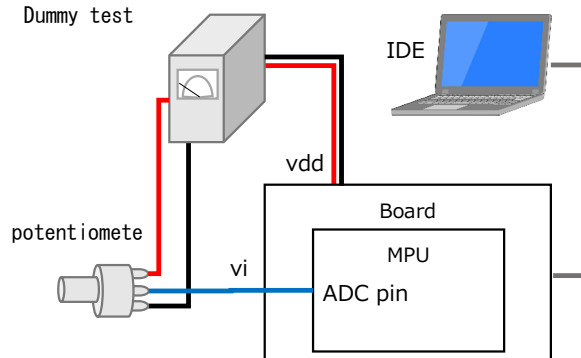 Dummy test
IDE
vdd
Board
potentiomete
MPU
vi
ADC pin